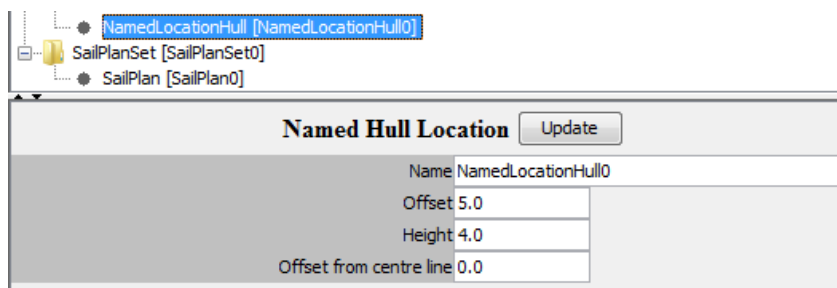 NamedLocationHull [NamedLocationHull0]
SailPlanSet [SailPlanSet0]
SailPlan [SailPlan0]
Named Hull Location Update
Name NamedLocationHull0
Offset 5.0
Height 4.0
Offset from centre line 0.0